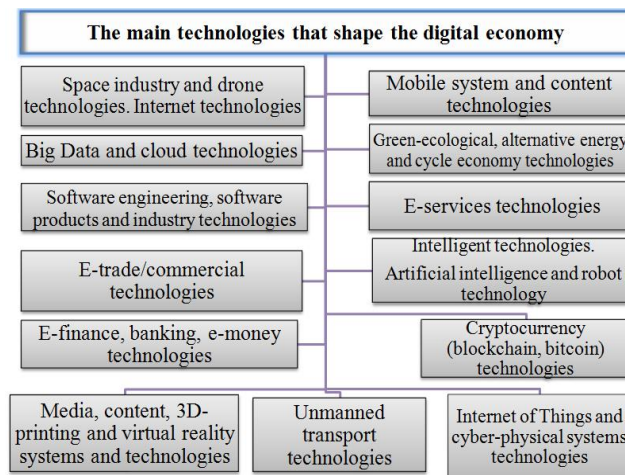 The main technologies that shape the digital economy
Space industry and drone
technologies. Internet technologies
Mobile system and content
technologies
Big Data and cloud technologies
Green-ecological, alternative energy
and cycle economy technologies
Software engineering, software
products and industry technologies
E-services technologies
E-trade/commercial
technologies
Intelligent technologies.
Artificial intelligence and robot
technology
E-finance, banking, e-money
technologies
Cryptocurrency
(blockchain, bitcoin)
technologies
Media, content, 3D-
printing and virtual reality
systems and technologies
Unmanned
transport
technologies
Internet of Things and
cyber-physical systems
technologies